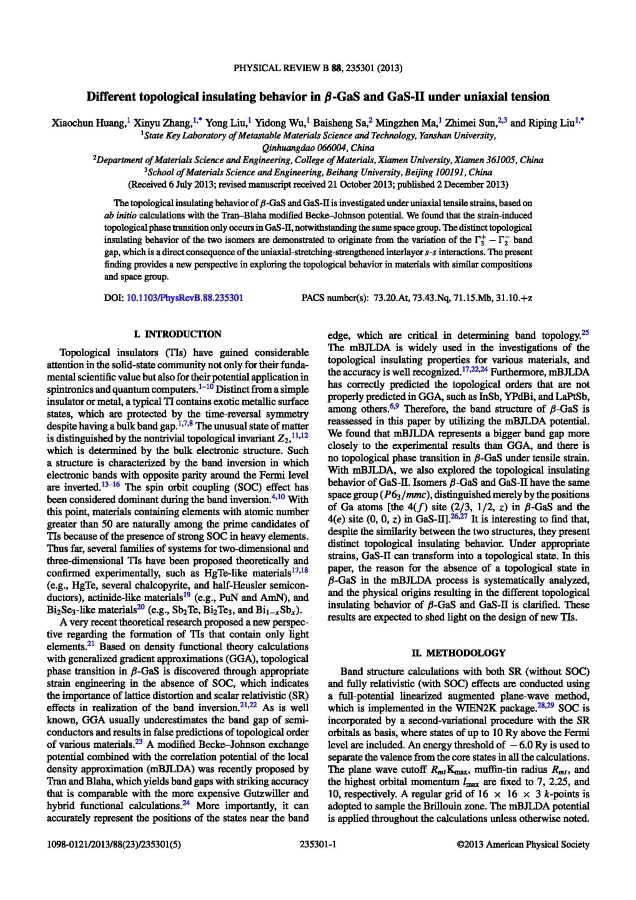 PHYSICAL REVIEW B 88, 235301 (2013)
Different topological insulating behavior in β-GaS and GaS-II under uniaxial tension
Xiaochun Huang,1 Xinyu Zhang,1,* Yong Liu,1 Yidong Wu,1 Baisheng Sa,2 Mingzhen Ma,1 Zhimei Sun,2,3 and Riping Liu1,*
1State Key Laboratory of Metastable Materials Science and Technology, Yanshan University,
Qinhuangdao 066004, China
2Department of Materials Science and Engineering, College of Materials, Xiamen University, Xiamen 361005, China
3School of Materials Science and Engineering, Beihang University, Beijing 100191, China
(Received 6 July 2013; revised manuscript received 21 October 2013; published 2 December 2013)
The topological insulating behavior of β-GaS and GaS-II is investigated under uniaxial tensile strains, based on
ab initio calculations with the Tran–Blaha modified Becke–Johnson potential. We found that the strain-induced
topological phase transition only occurs in GaS-II, notwithstanding the same space group. The distinct topological
insulating behavior of the two isomers are demonstrated to originate from the variation of the Γ3+ − Γ2− band
gap, which is a direct consequence of the uniaxial-stretching-strengthened interlayer s-s interactions. The present
finding provides a new perspective in exploring the topological behavior in materials with similar compositions
and space group.
DOI: 10.1103/PhysRevB.88.235301 PACS number(s): 73.20.At, 73.43.Nq, 71.15.Mb, 31.10.+z
I. INTRODUCTION
Topological insulators (TIs) have gained considerable
attention in the solid-state community not only for their funda-
mental scientific value but also for their potential application in
spintronics and quantum computers.1–10 Distinct from a simple
insulator or metal, a typical TI contains exotic metallic surface
states, which are protected by the time-reversal symmetry
despite having a bulk band gap.1,7,8 The unusual state of matter
is distinguished by the nontrivial topological invariant Z2,11,12
which is determined by the bulk electronic structure. Such
a structure is characterized by the band inversion in which
electronic bands with opposite parity around the Fermi level
are inverted.13–16 The spin orbit coupling (SOC) effect has
been considered dominant during the band inversion.4,10 With
this point, materials containing elements with atomic number
greater than 50 are naturally among the prime candidates of
TIs because of the presence of strong SOC in heavy elements.
Thus far, several families of systems for two-dimensional and
three-dimensional TIs have been proposed theoretically and
confirmed experimentally, such as HgTe-like materials17,18
(e.g., HgTe, several chalcopyrite, and half-Heusler semicon-
ductors), actinide-like materials19 (e.g., PuN and AmN), and
Bi2Se3-like materials20 (e.g., Sb2Te, Bi2Te3, and Bi1−xSbx).
A very recent theoretical research proposed a new perspec-
tive regarding the formation of TIs that contain only light
elements.21 Based on density functional theory calculations
with generalized gradient approximations (GGA), topological
phase transition in β-GaS is discovered through appropriate
strain engineering in the absence of SOC, which indicates
the importance of lattice distortion and scalar relativistic (SR)
effects in realization of the band inversion.21,22 As is well
known, GGA usually underestimates the band gap of semi-
conductors and results in false predictions of topological order
of various materials.23 A modified Becke–Johnson exchange
potential combined with the correlation potential of the local
density approximation (mBJLDA) was recently proposed by
Tran and Blaha, which yields band gaps with striking accuracy
that is comparable with the more expensive Gutzwiller and
hybrid functional calculations.24 More importantly, it can
accurately represent the positions of the states near the band
edge, which are critical in determining band topology.25
The mBJLDA is widely used in the investigations of the
topological insulating properties for various materials, and
the accuracy is well recognized.17,22,24 Furthermore, mBJLDA
has correctly predicted the topological orders that are not
properly predicted in GGA, such as InSb, YPdBi, and LaPtSb,
among others.6,9 Therefore, the band structure of β-GaS is
reassessed in this paper by utilizing the mBJLDA potential.
We found that mBJLDA represents a bigger band gap more
closely to the experimental results than GGA, and there is
no topological phase transition in β-GaS under tensile strain.
With mBJLDA, we also explored the topological insulating
behavior of GaS-II. Isomers β-GaS and GaS-II have the same
space group (P63/mmc), distinguished merely by the positions
of Ga atoms [the 4(f) site (2/3, 1/2, z) in β-GaS and the
4(e) site (0, 0, z) in GaS-II].26,27 It is interesting to find that,
despite the similarity between the two structures, they present
distinct topological insulating behavior. Under appropriate
strains, GaS-II can transform into a topological state. In this
paper, the reason for the absence of a topological state in
β-GaS in the mBJLDA process is systematically analyzed,
and the physical origins resulting in the different topological
insulating behavior of β-GaS and GaS-II is clarified. These
results are expected to shed light on the design of new TIs.
II. METHODOLOGY
Band structure calculations with both SR (without SOC)
and fully relativistic (with SOC) effects are conducted using
a full-potential linearized augmented plane-wave method,
which is implemented in the WIEN2K package.28,29 SOC is
incorporated by a second-variational procedure with the SR
orbitals as basis, where states of up to 10 Ry above the Fermi
level are included. An energy threshold of −6.0 Ry is used to
separate the valence from the core states in all the calculations.
The plane wave cutoff RmtKmax, muffin-tin radius Rmt, and
the highest orbital momentum lmax are fixed to 7, 2.25, and
10, respectively. A regular grid of 16 × 16 × 3 k-points is
adopted to sample the Brillouin zone. The mBJLDA potential
is applied throughout the calculations unless otherwise noted.
1098-0121/2013/88(23)/235301(5) 235301-1 ©2013 American Physical Society